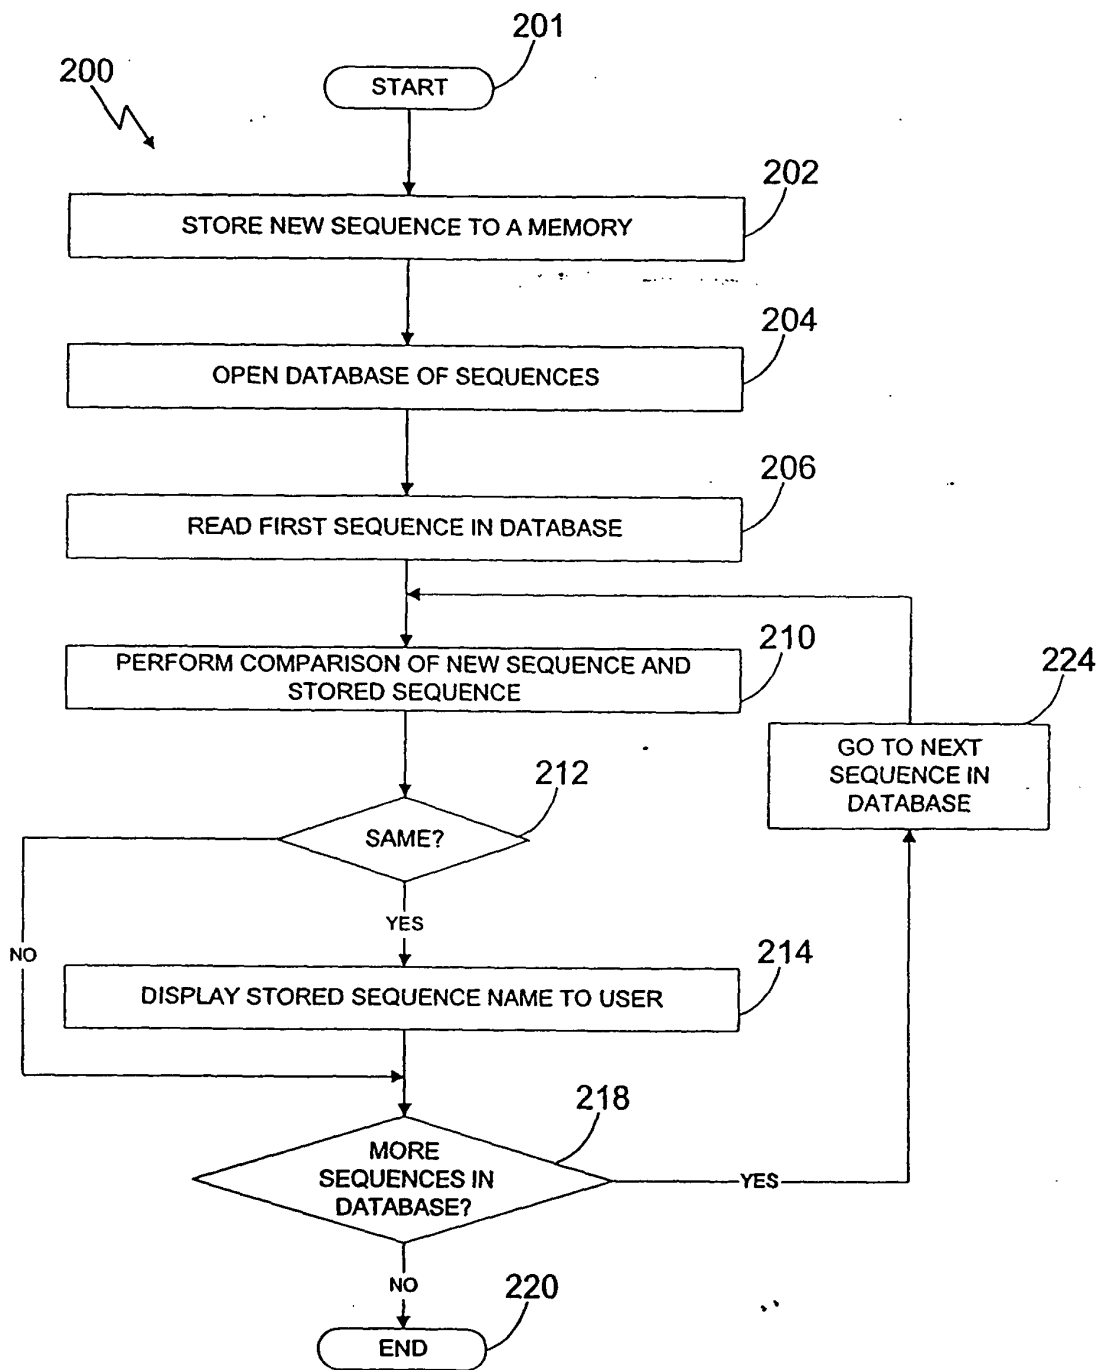 201
200
START
202
STORE NEW SEQUENCE TO A MEMORY
204
OPEN DATABASE OF SEQUENCES
206
READ FIRST SEQUENCE IN DATABASE
210
PERFORM COMPARISON OF NEW SEQUENCE AND
STORED SEQUENCE
224
GO TO NEXT
SEQUENCE IN
DATABASE
212
SAME?
YES
NO
214
DISPLAY STORED SEQUENCE NAME TO USER
218
MORE
SEQUENCES IN
DATABASE?
YES
NO
220
END